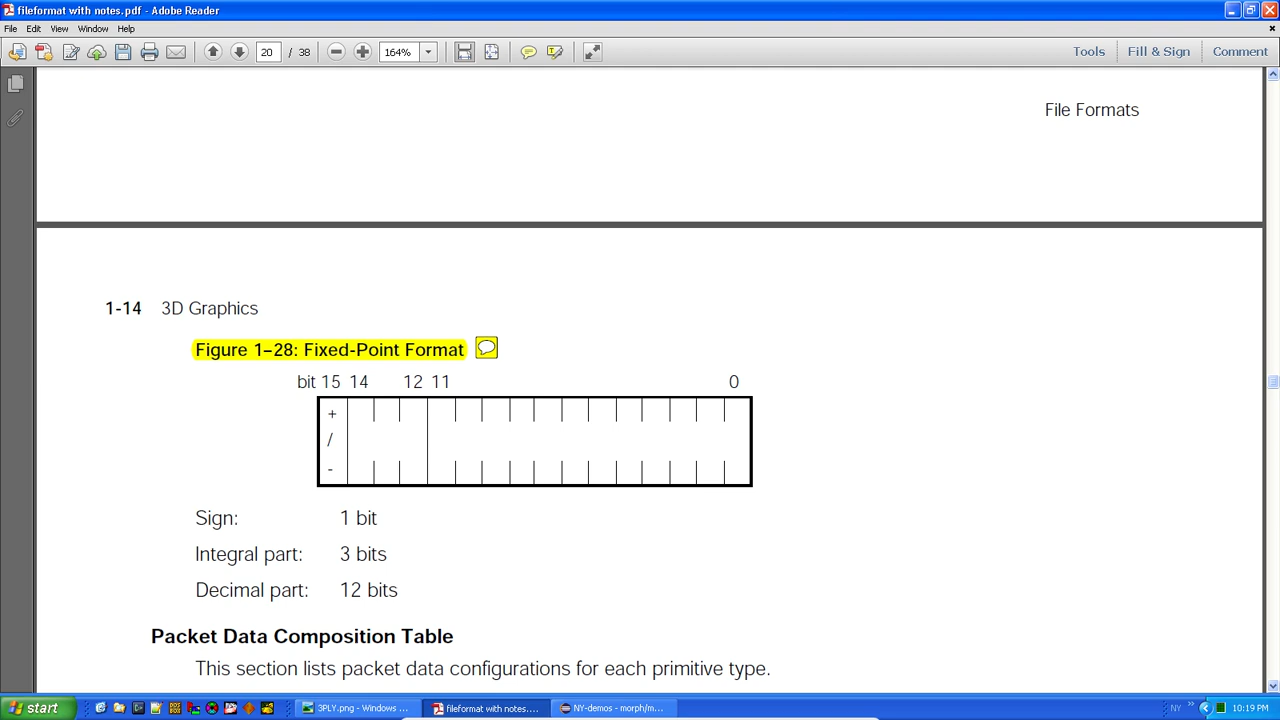 fileformat with notes.pdf - Adobe Reader
File Edit View Window Help
20 / 38 164% Tools Fill & Sign Comment
File Formats
1-14 3D Graphics
Figure 1–28: Fixed-Point Format
bit 15 14 12 11 0
+
/
-
Sign: 1 bit
Integral part: 3 bits
Decimal part: 12 bits
Packet Data Composition Table
This section lists packet data configurations for each primitive type.
start 3PLY.png - Windows ... fileformat with notes.... NY-demos - morph/m... NY 10:19 PM